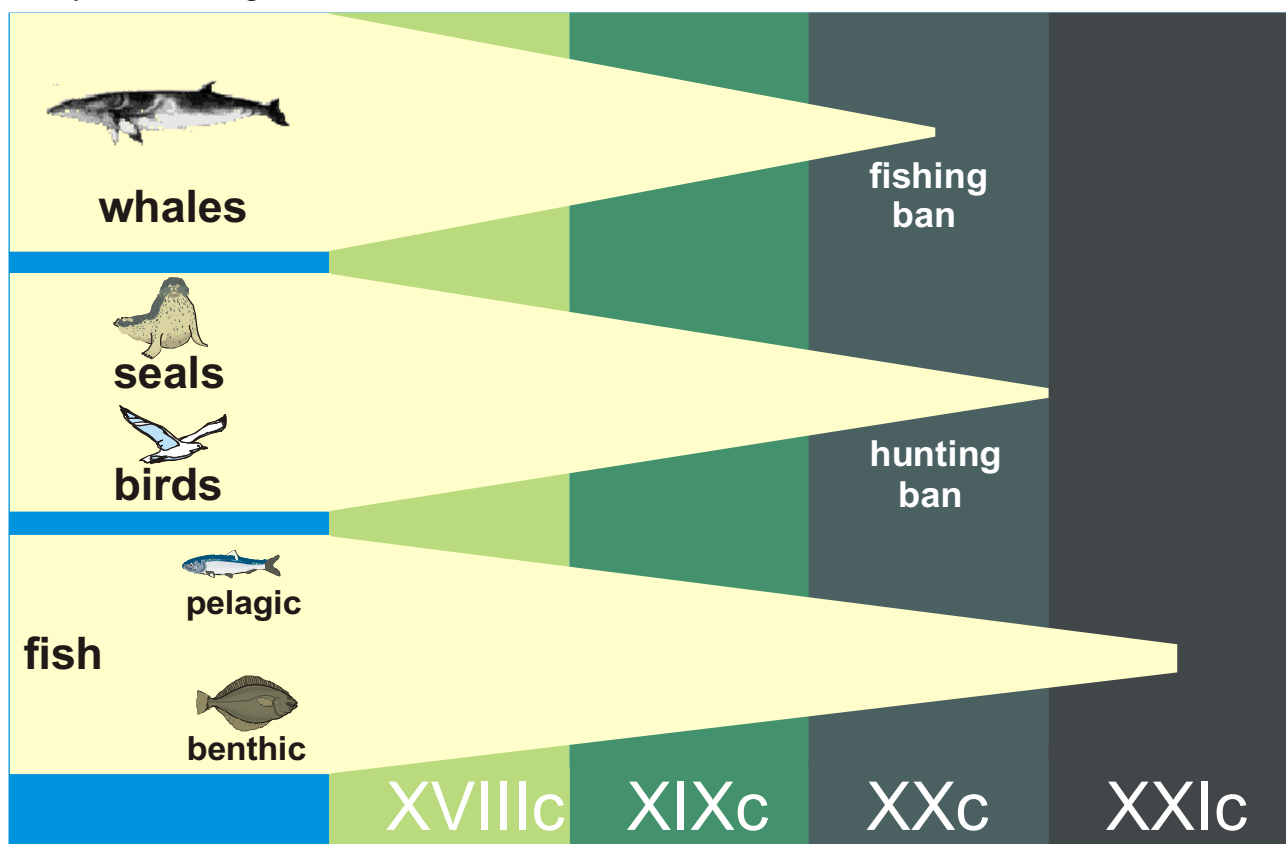 whales
fishing
ban
seals
birds
hunting
ban
pelagic
fish
benthic
XVIIIc XIXc XXc XXIc